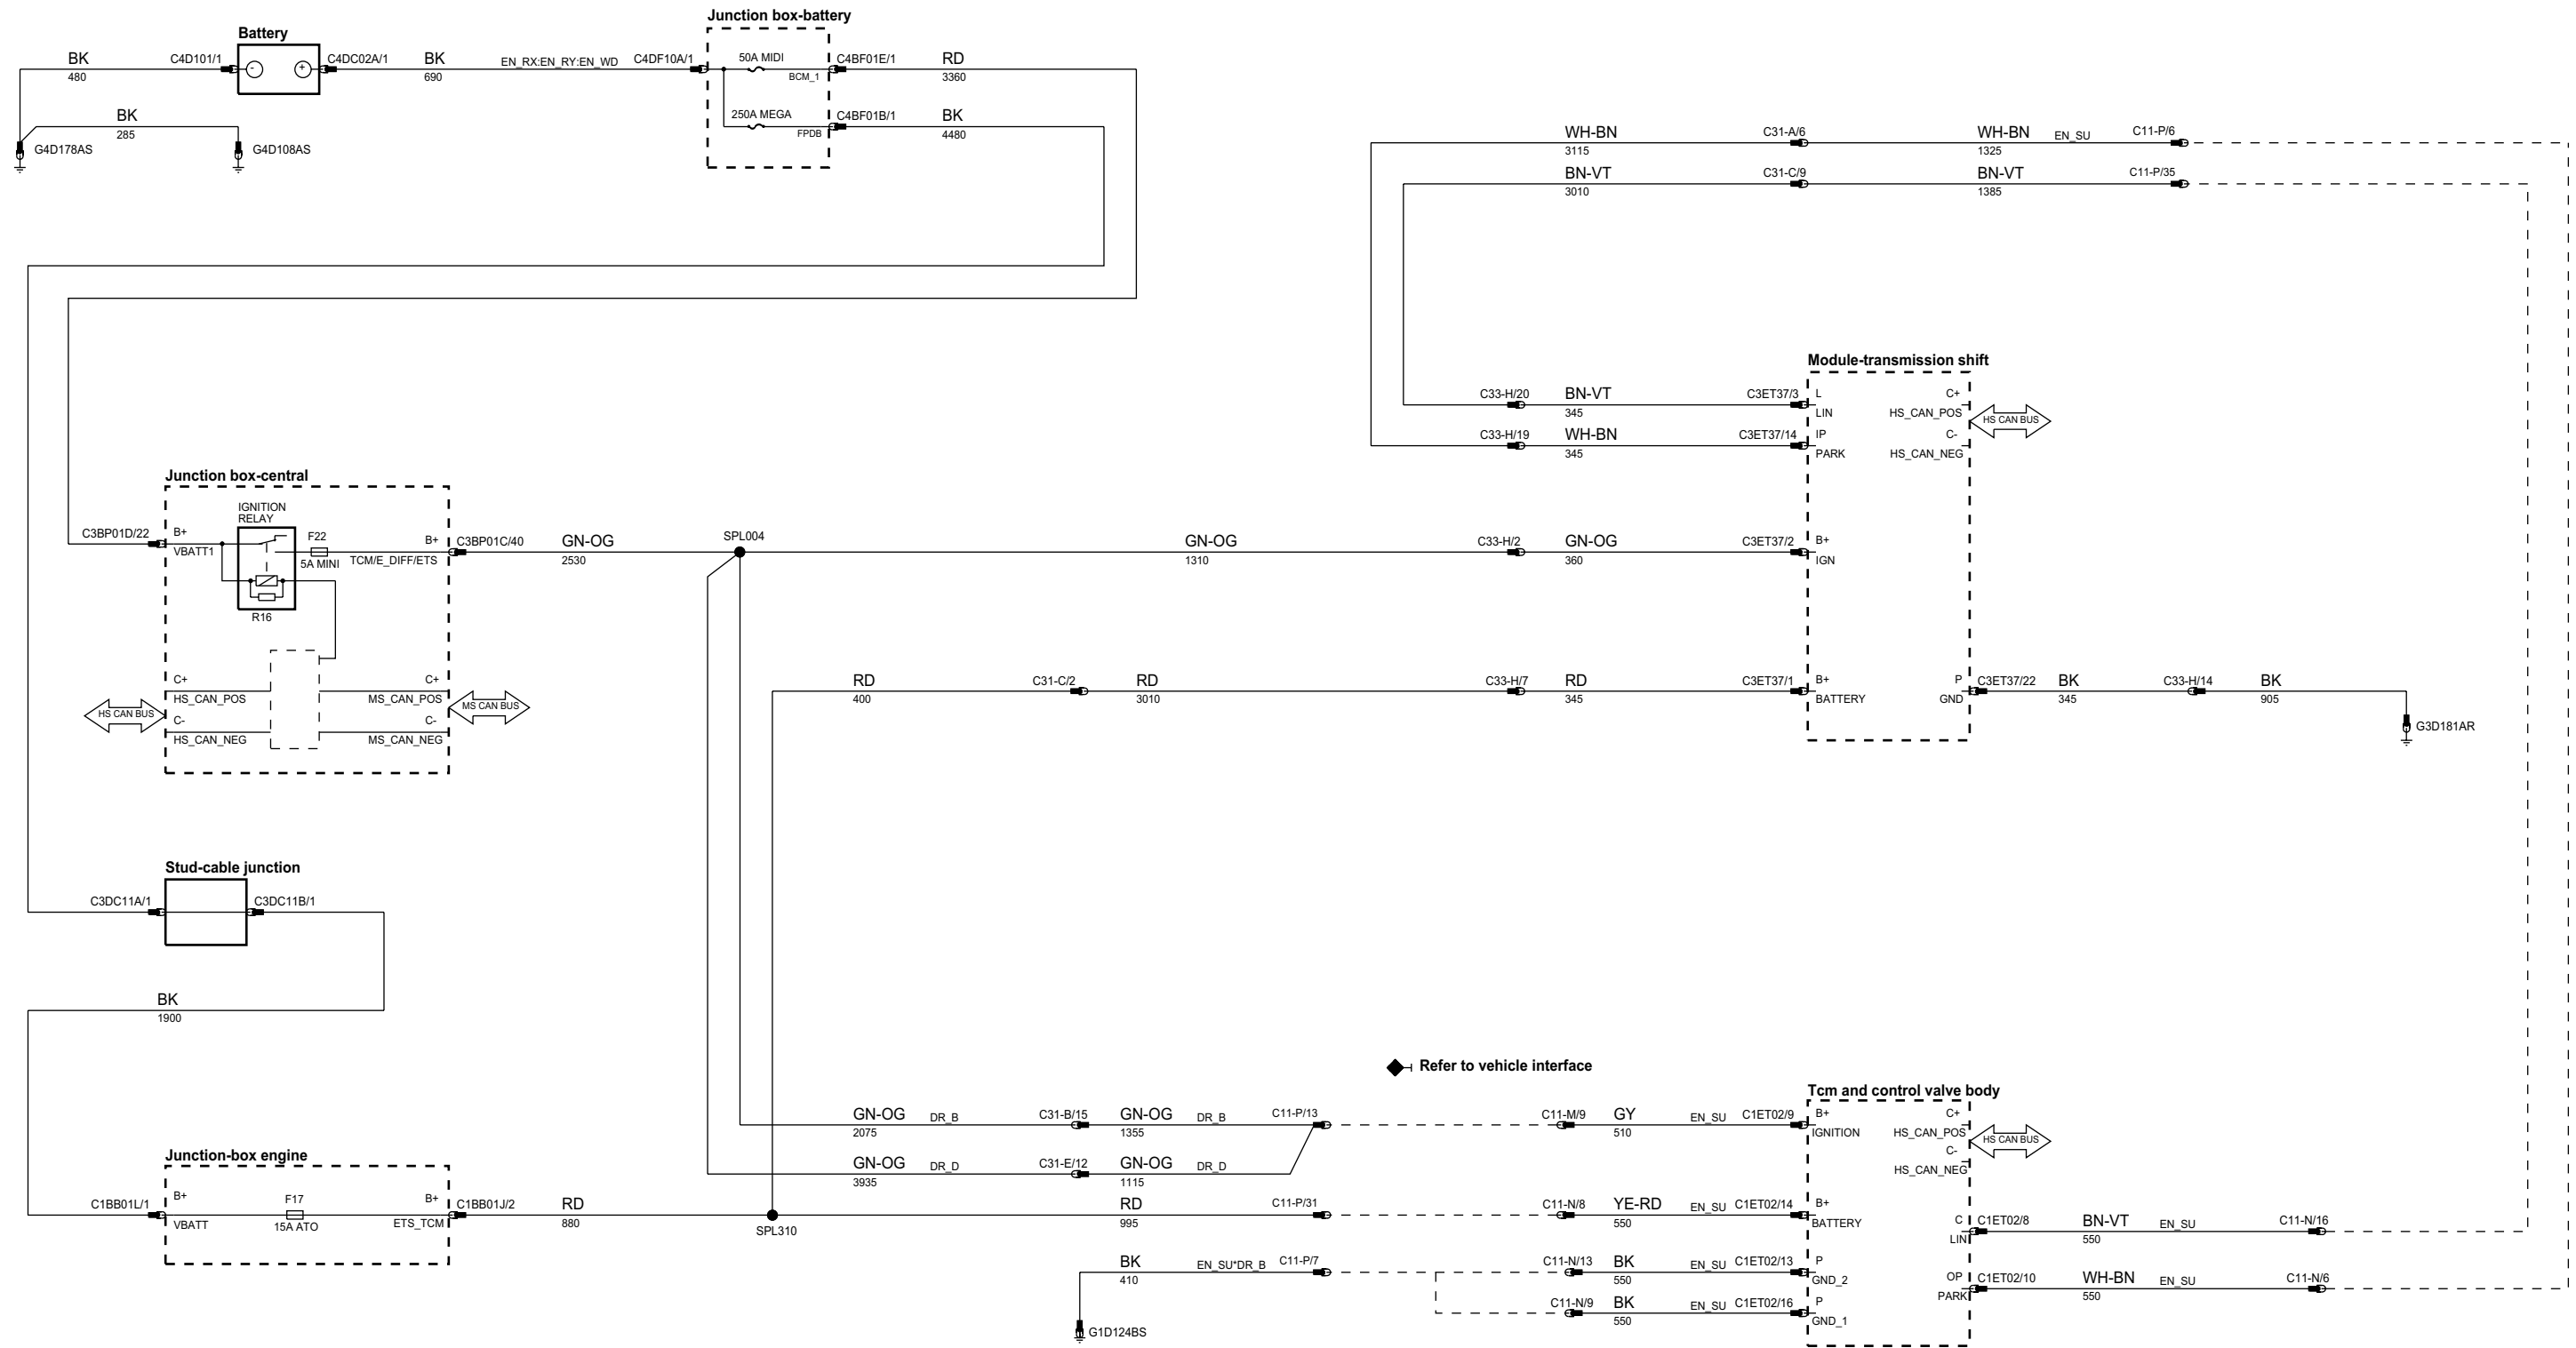 Junction box-battery
Battery
BK
480
C4D101/1
-
+
C4DC02A/1
BK
690
EN_RX:EN_RY:EN_WD
C4DF10A/1
50A MIDI
BCM_1
C4BF01E/1
RD
3360
BK
285
250A MEGA
FPDB
C4BF01B/1
BK
4480
G4D178AS
G4D108AS
WH-BN
3115
C31-A/6
WH-BN
1325
EN_SU
C11-P/6
BN-VT
3010
C31-C/9
BN-VT
1385
C11-P/35
Module-transmission shift
C33-H/20
BN-VT
345
C3ET37/3
L
LIN
C+
HS_CAN_POS
HS CAN BUS
C33-H/19
WH-BN
345
C3ET37/14
IP
PARK
C-
HS_CAN_NEG
Junction box-central
IGNITION
RELAY
C3BP01D/22
B+
VBATT1
F22
5A MINI
B+
TCM/E_DIFF/ETS
C3BP01C/40
GN-OG
2530
SPL004
GN-OG
1310
C33-H/2
GN-OG
360
C3ET37/2
B+
IGN
R16
C+
HS_CAN_POS
C+
MS_CAN_POS
HS CAN BUS
MS CAN BUS
C-
HS_CAN_NEG
C-
MS_CAN_NEG
RD
400
C31-C/2
RD
3010
C33-H/7
RD
345
C3ET37/1
B+
BATTERY
P
GND
C3ET37/22
BK
345
C33-H/14
BK
905
G3D181AR
Stud-cable junction
C3DC11A/1
C3DC11B/1
BK
1900
Refer to vehicle interface
Tcm and control valve body
GN-OG
2075
DR_B
C31-B/15
GN-OG
1355
DR_B
C11-P/13
C11-M/9
GY
510
EN_SU
C1ET02/9
B+
IGNITION
C+
HS_CAN_POS
HS CAN BUS
C-
HS_CAN_NEG
GN-OG
3935
DR_D
C31-E/12
GN-OG
1115
DR_D
Junction-box engine
C1BB01L/1
B+
VBATT
F17
15A ATO
B+
ETS_TCM
C1BB01J/2
RD
880
SPL310
RD
995
C11-P/31
C11-N/8
YE-RD
550
EN_SU
C1ET02/14
B+
BATTERY
C
LIN
C1ET02/8
BN-VT
550
EN_SU
C11-N/16
BK
410
EN_SU*DR_B
C11-P/7
C11-N/13
BK
550
EN_SU
C1ET02/13
P
GND_2
OP
PARK
C1ET02/10
WH-BN
550
EN_SU
C11-N/6
C11-N/9
BK
550
EN_SU
C1ET02/16
P
GND_1
G1D124BS